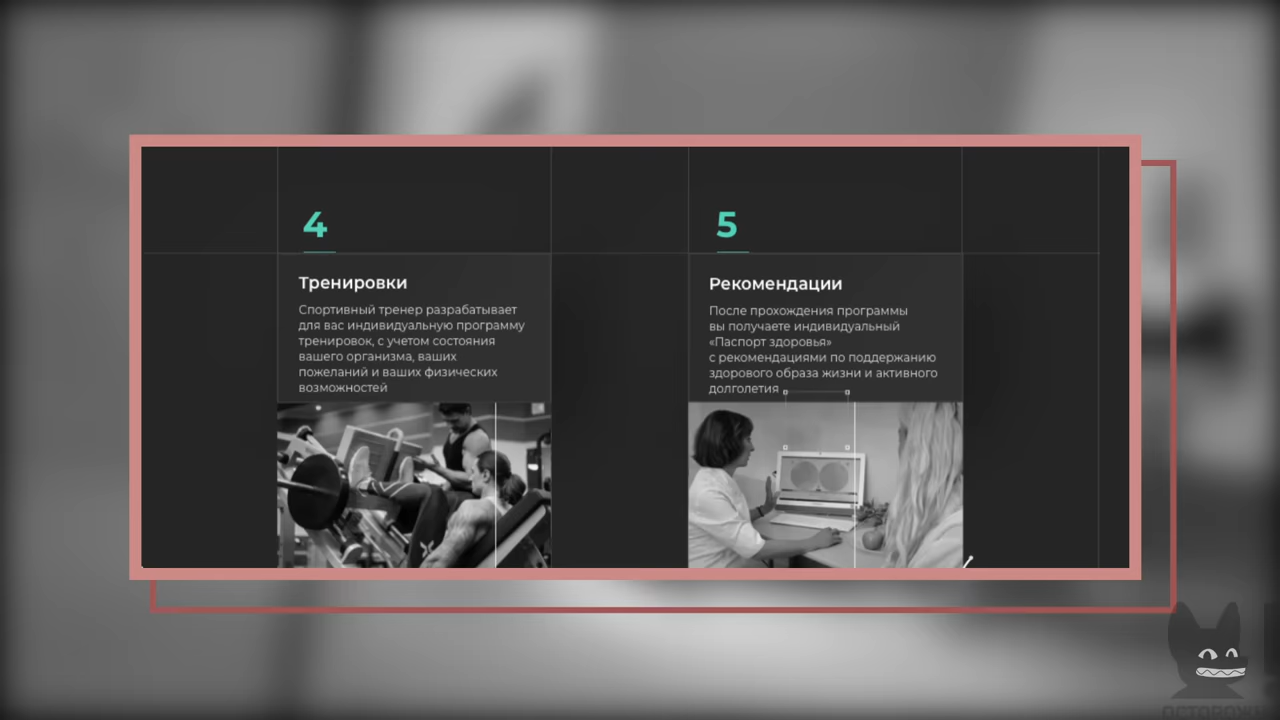 4
Тренировки
Спортивный тренер разрабатывает
для вас индивидуальную программу
тренировок, с учетом состояния
вашего организма, ваших
пожеланий и ваших физических
возможностей
5
Рекомендации
После прохождения программы
вы получаете индивидуальный
«Паспорт здоровья»
с рекомендациями по поддержанию
здорового образа жизни и активного
долголетия